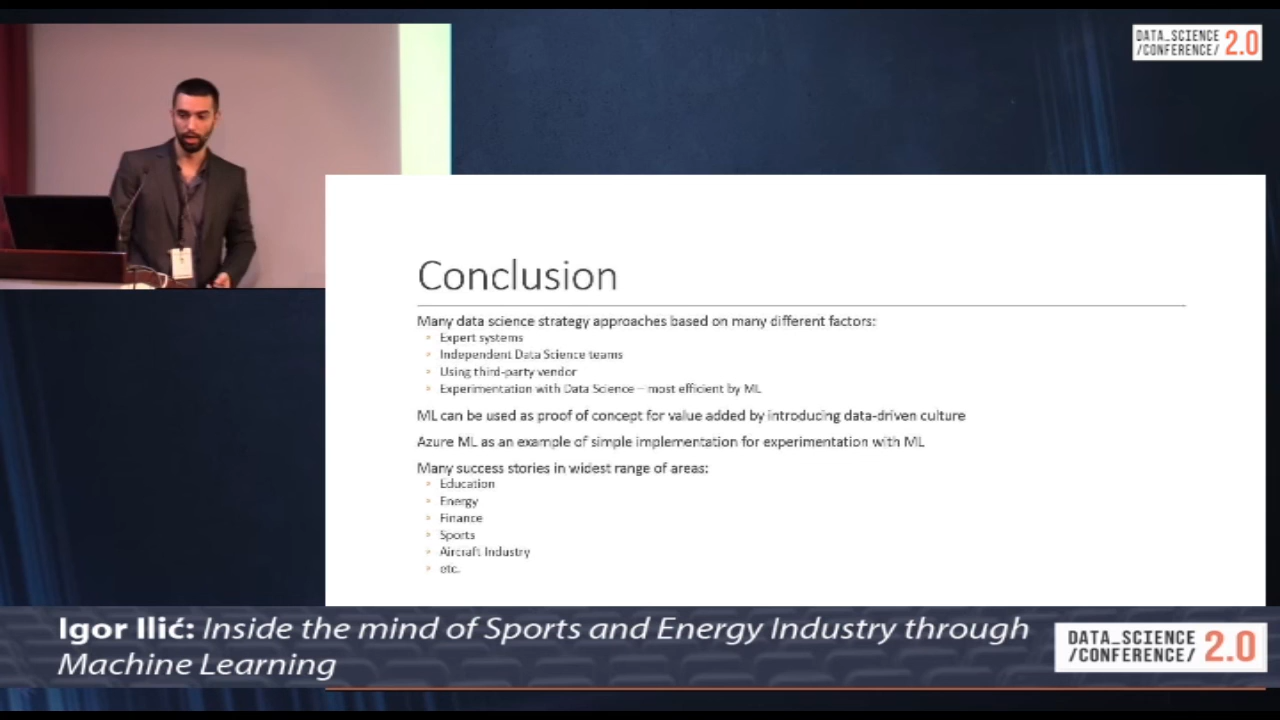 DATA_SCIENCE
/CONFERENCE/ 2.0
Conclusion
Many data science strategy approaches based on many different factors:
Expert systems
Independent Data Science teams
Using third-party vendor
Experimentation with Data Science – most efficient by ML
ML can be used as proof of concept for value added by introducing data-driven culture
Azure ML as an example of simple implementation for experimentation with ML
Many success stories in widest range of areas:
Education
Energy
Finance
Sports
Aircraft Industry
etc.
Igor Ilić: Inside the mind of Sports and Energy Industry through
Machine Learning
DATA_SCIENCE
/CONFERENCE/ 2.0